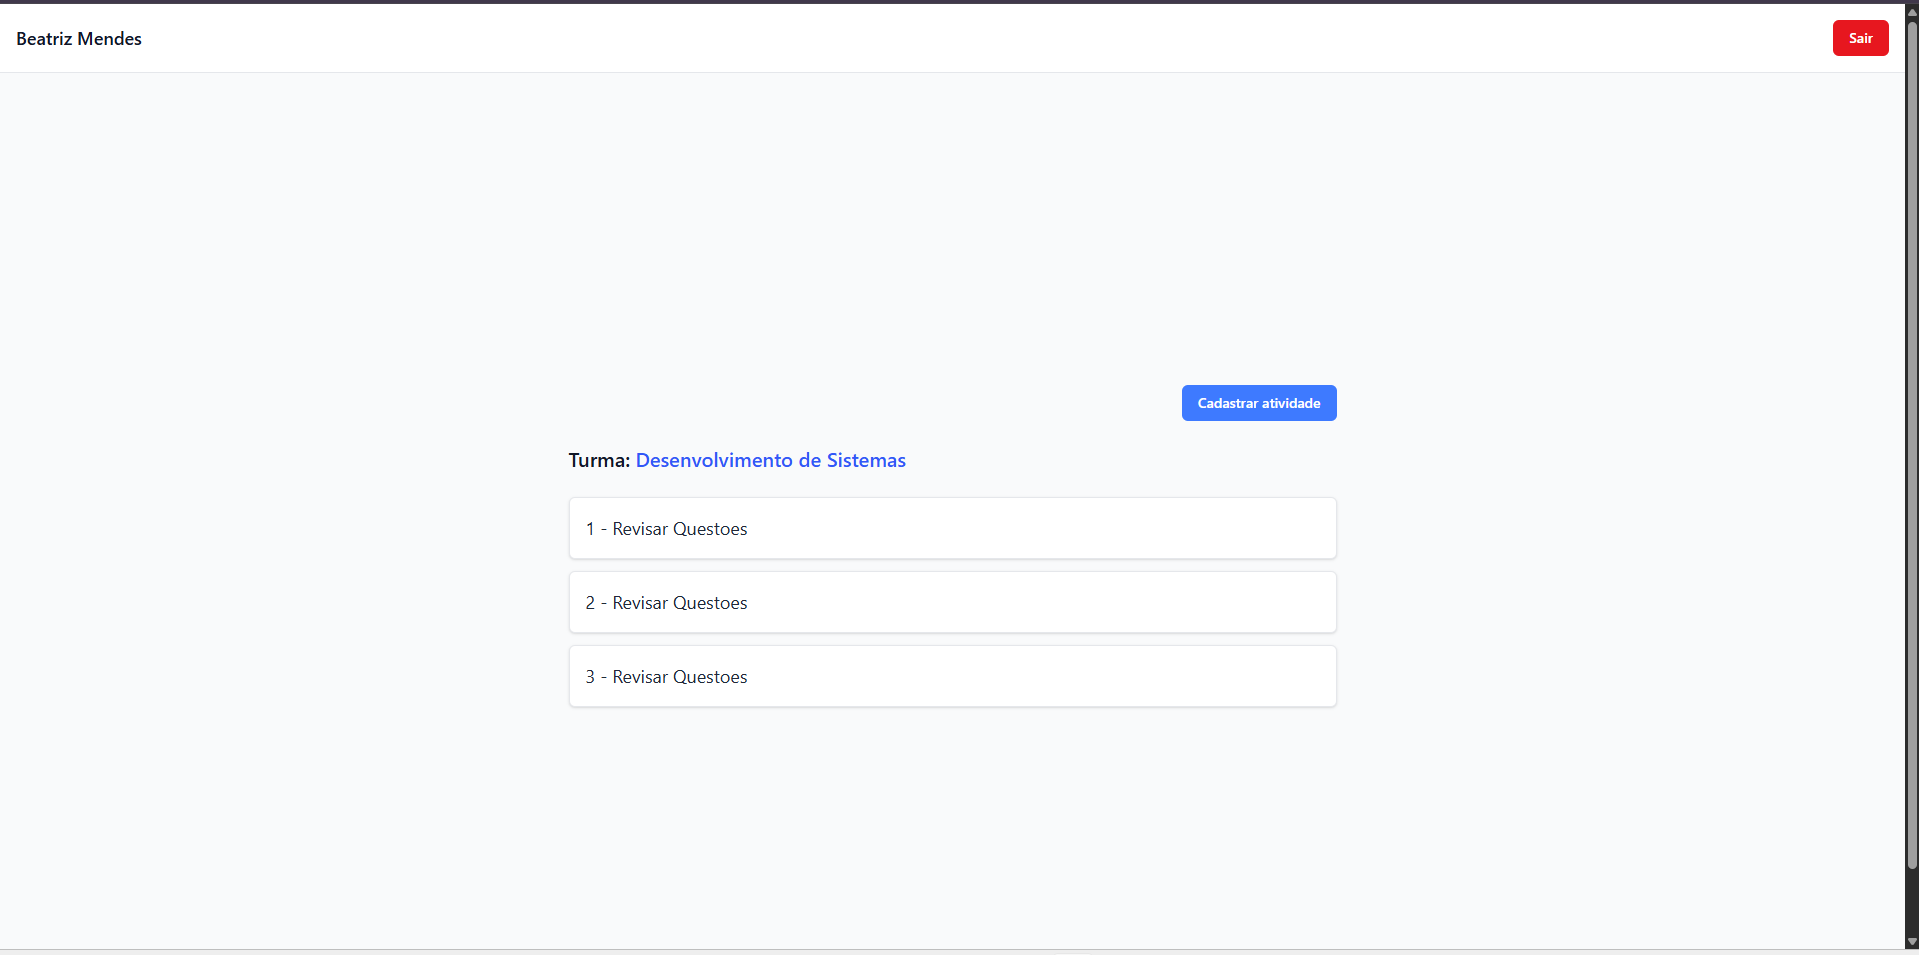 Beatriz Mendes
Sair
Cadastrar atividade
Turma: Desenvolvimento de Sistemas
1 - Revisar Questoes
2 - Revisar Questoes
3 - Revisar Questoes